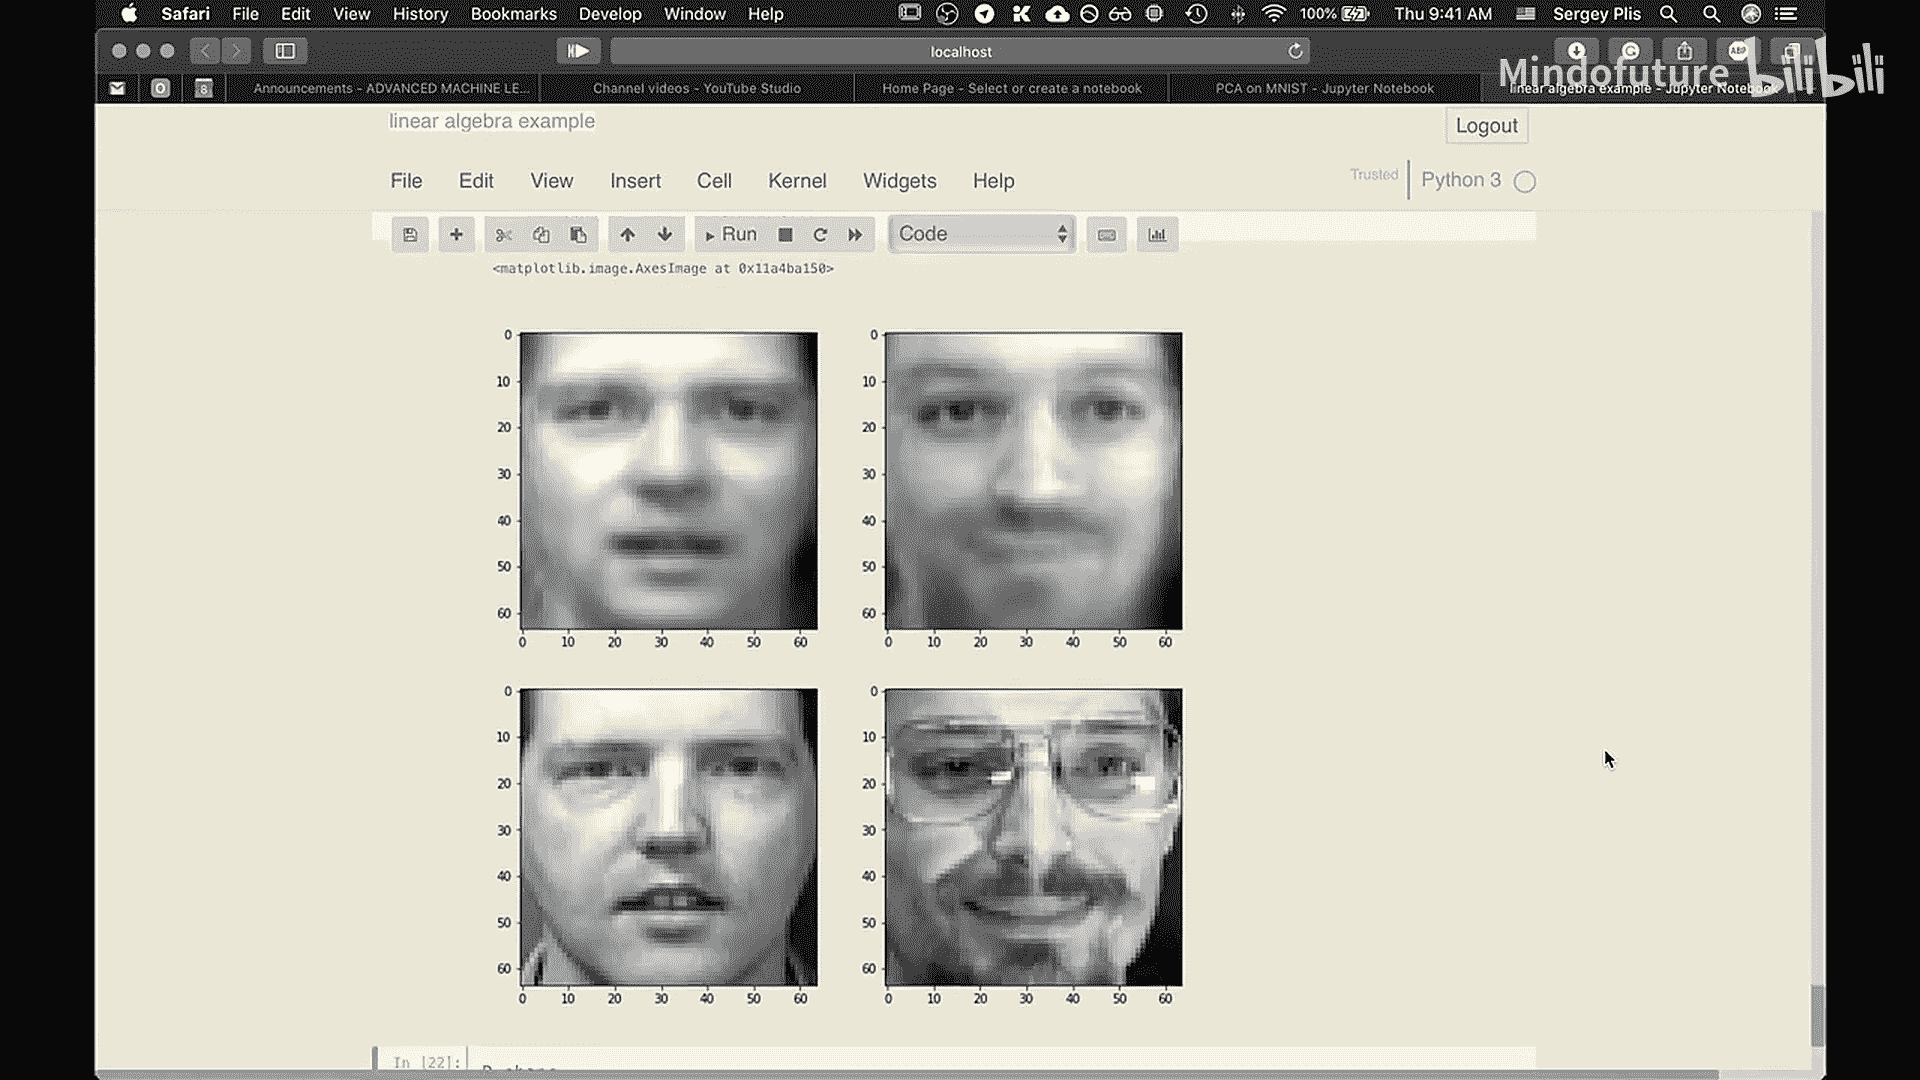 Safari File Edit View History Bookmarks Develop Window Help 100% Thu 9:41 AM Sergey Plis
localhost
Mindofuture bilibili
Announcements - ADVANCED MACHINE LE... Channel videos - YouTube Studio Home Page - Select or create a notebook PCA on MNIST - Jupyter Notebook linear algebra example - Jupyter Notebook
linear algebra example
Logout
File Edit View Insert Cell Kernel Widgets Help
Trusted Python 3
Run Code
<matplotlib.image.AxesImage at 0x11a4ba150>
0 0
10 10
20 20
30 30
40 40
50 50
60 60
0 10 20 30 40 50 60 0 10 20 30 40 50 60
0 0
10 10
20 20
30 30
40 40
50 50
60 60
0 10 20 30 40 50 60 0 10 20 30 40 50 60
In [22]: